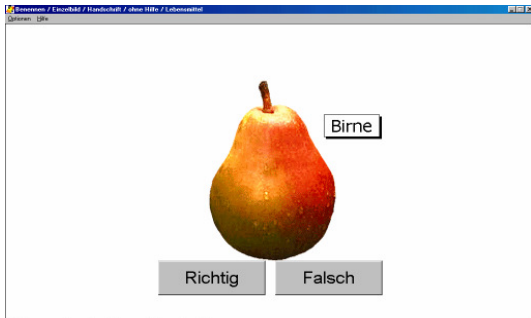 Benennen / Einzelbild / Handschrift / ohne Hilfe / Lebensmittel
Optionen Hilfe
Birne
Richtig Falsch